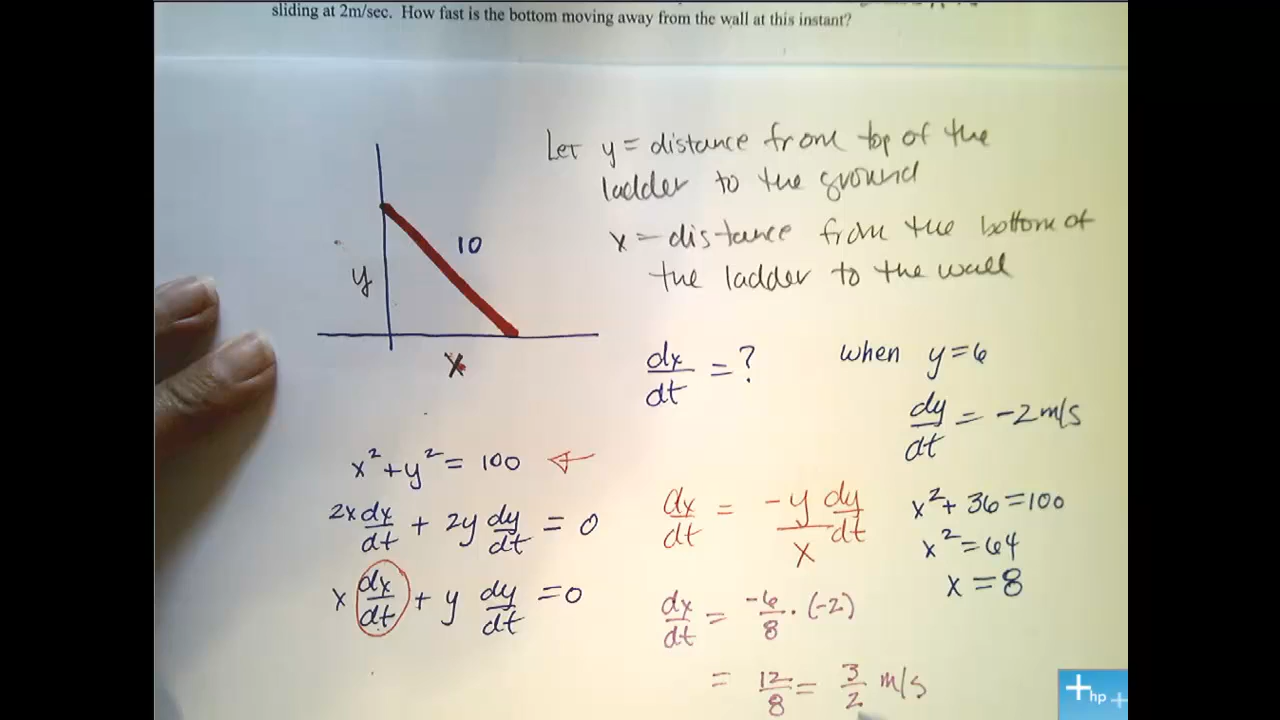 sliding at 2m/sec. How fast is the bottom moving away from the wall at this instant?
Let y = distance from top of the
ladder to the ground
x = distance from the bottom of
the ladder to the wall
10
y
x
dx/dt = ?
when y = 6
dy/dt = -2 m/s
x² + y² = 100
2x dx/dt + 2y dy/dt = 0
x dx/dt + y dy/dt = 0
dx/dt = -y/x dy/dt
dx/dt = -6/8 · (-2)
= 12/8 = 3/2 m/s
x² + 36 = 100
x² = 64
x = 8
hp